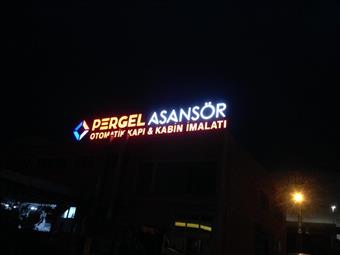 PERGEL ASANSÖR
OTOMATİK KAPI & KABİN İMALATI